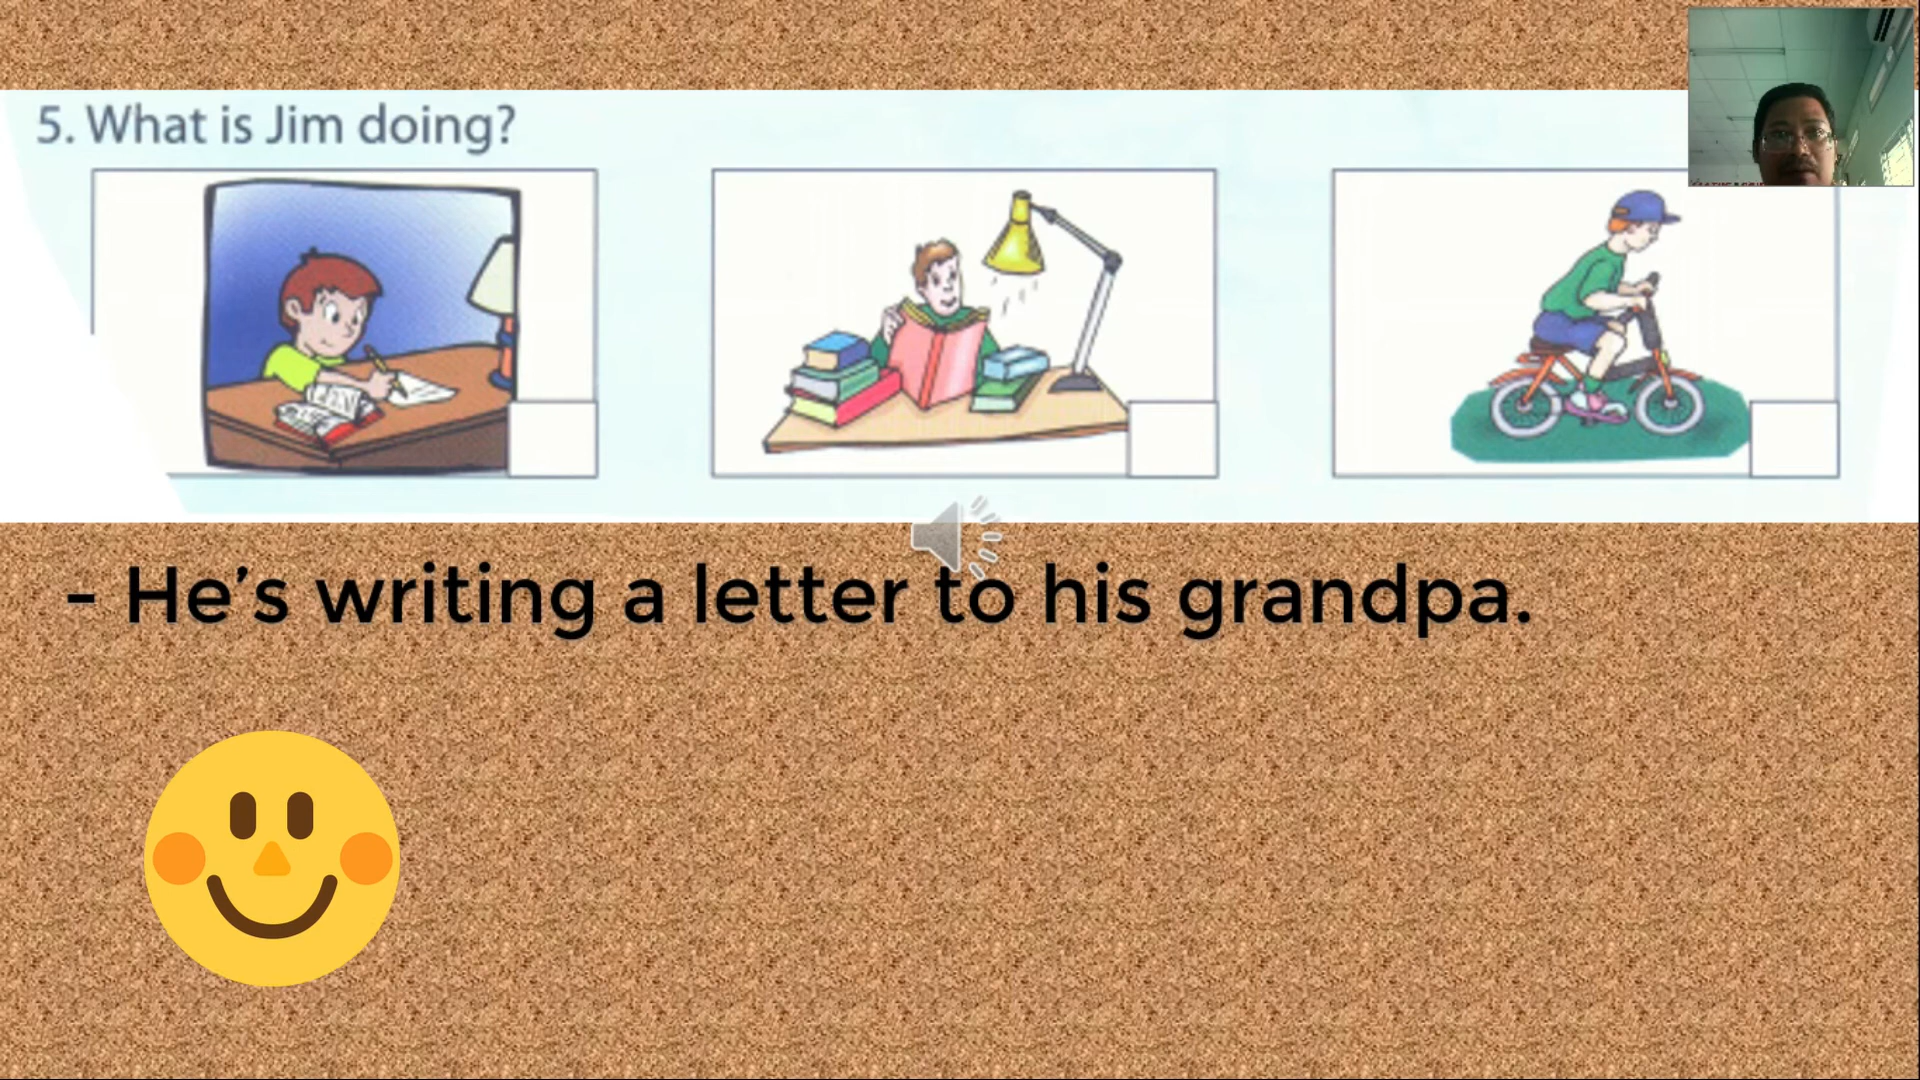 5. What is Jim doing?
- He’s writing a letter to his grandpa.